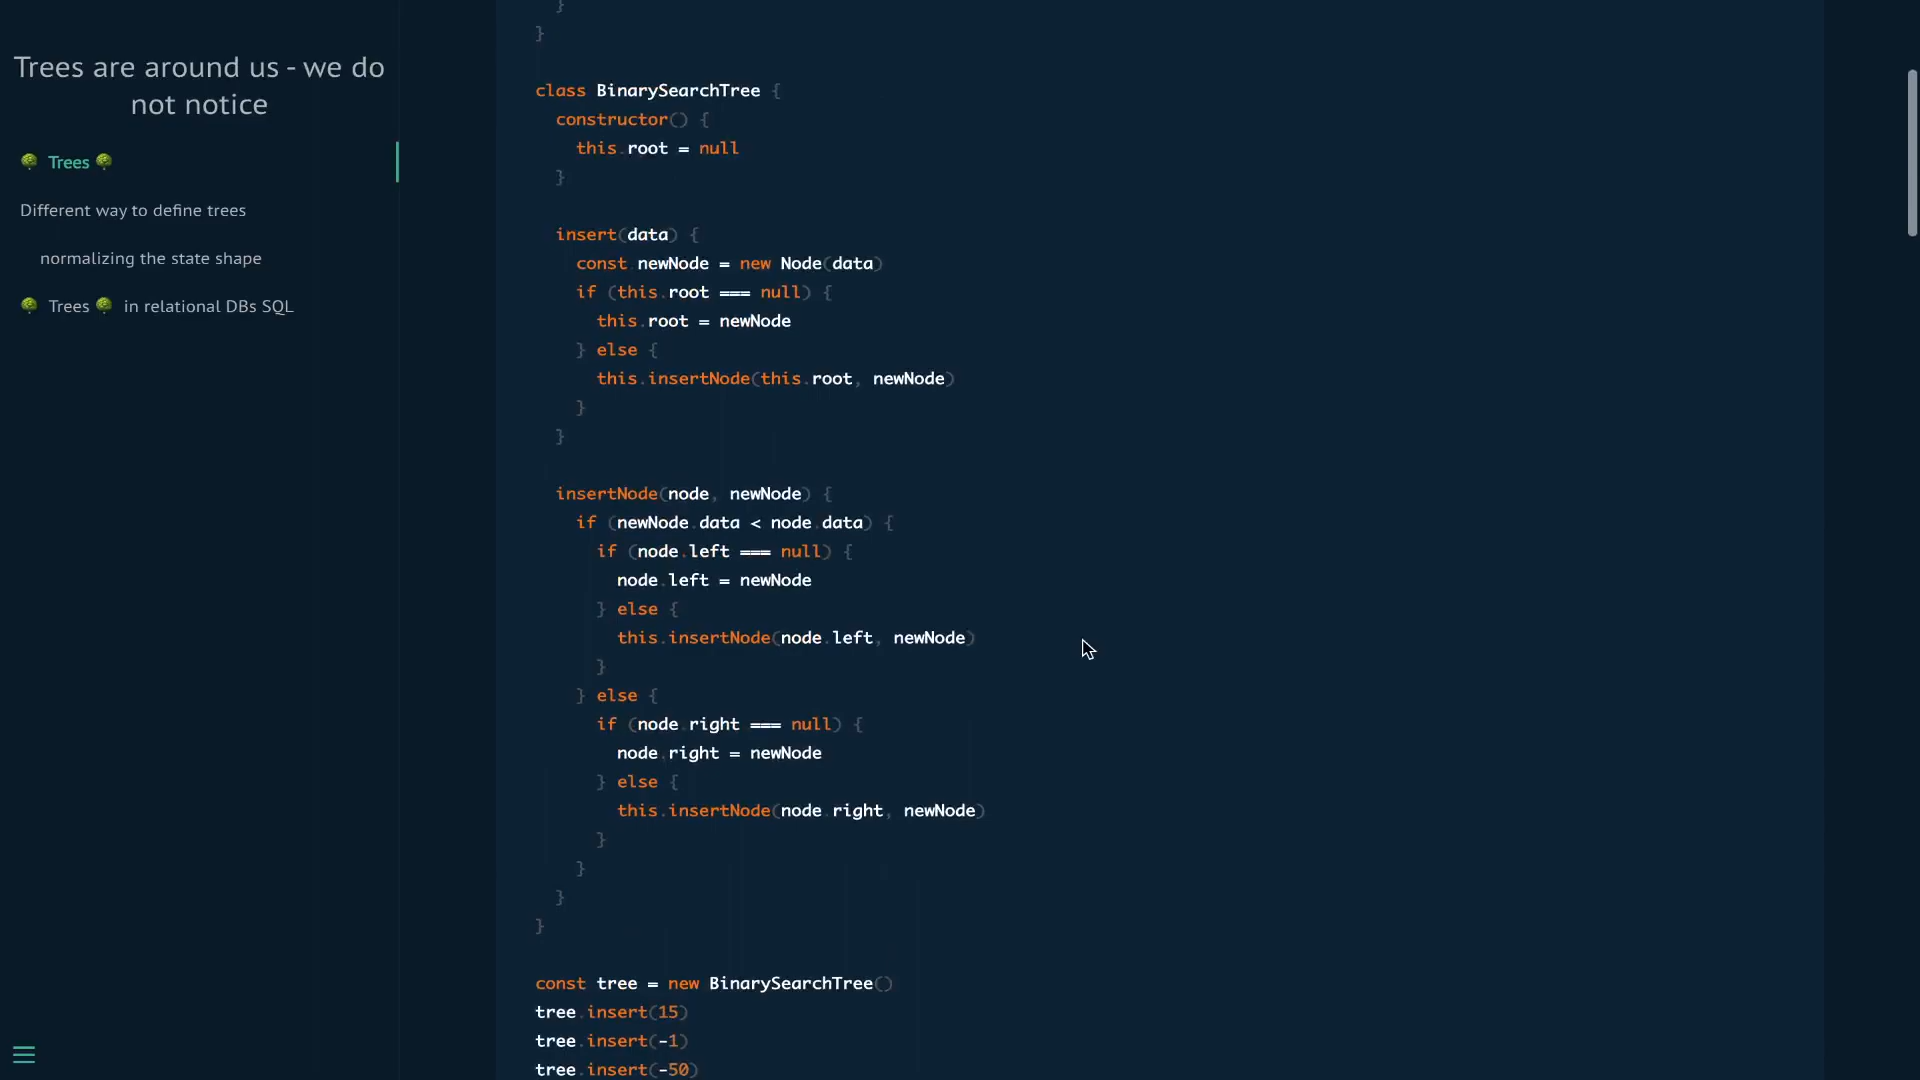 Trees are around us - we do
not notice
🌳 Trees 🌳
Different way to define trees
normalizing the state shape
🌳 Trees 🌳 in relational DBs SQL
}
}
class BinarySearchTree {
constructor() {
this.root = null
}
insert(data) {
const newNode = new Node(data)
if (this.root === null) {
this.root = newNode
} else {
this.insertNode(this.root, newNode)
}
}
insertNode(node, newNode) {
if (newNode.data < node.data) {
if (node.left === null) {
node.left = newNode
} else {
this.insertNode(node.left, newNode)
}
} else {
if (node.right === null) {
node.right = newNode
} else {
this.insertNode(node.right, newNode)
}
}
}
}
const tree = new BinarySearchTree()
tree.insert(15)
tree.insert(-1)
tree.insert(-50)